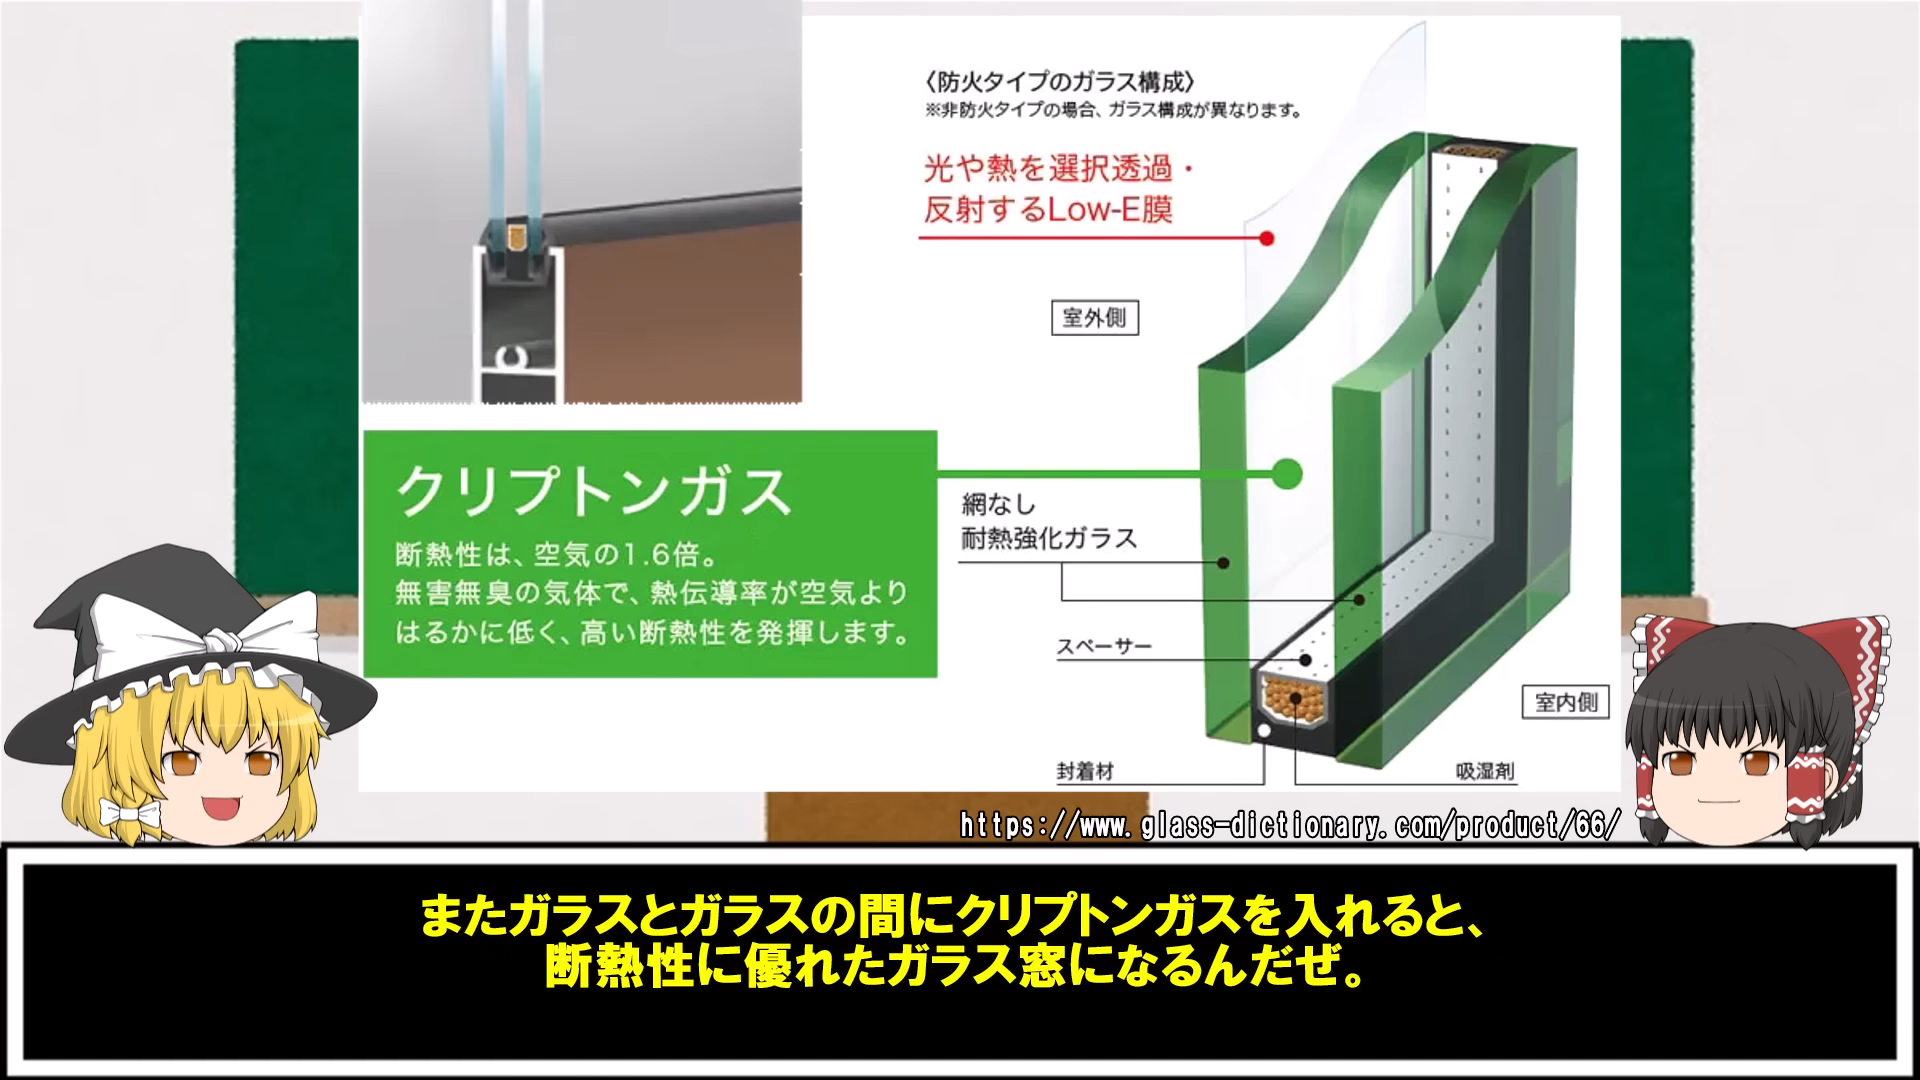 〈防火タイプのガラス構成〉
※非防火タイプの場合、ガラス構成が異なります。
光や熱を選択透過・
反射するLow-E膜
室外側
クリプトンガス
断熱性は、空気の1.6倍。
無害無臭の気体で、熱伝導率が空気より
はるかに低く、高い断熱性を発揮します。
網なし
耐熱強化ガラス
スペーサー
室内側
封着材
吸湿剤
https://www.glass-dictionary.com/product/66/
またガラスとガラスの間にクリプトンガスを入れると、
断熱性に優れたガラス窓になるんだぜ。